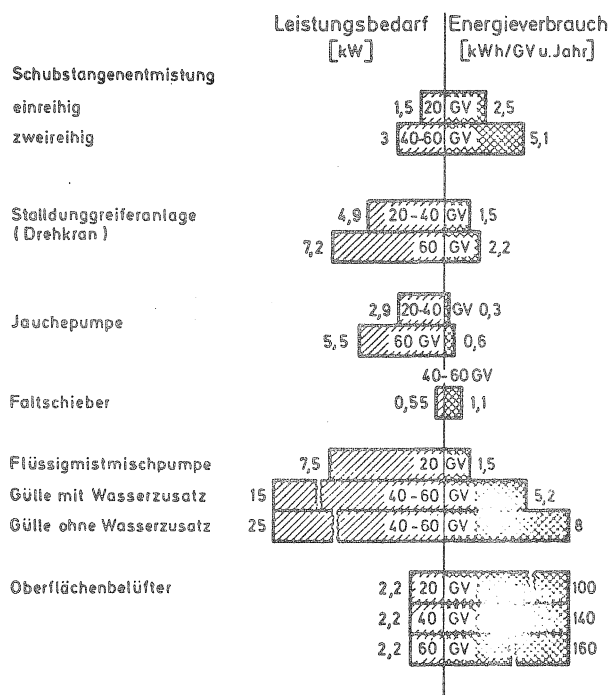 Leistungsbedarf Energieverbrauch
[kW] [kWh/GV u. Jahr]
Schubstangenentmistung
einreihig 1,5 20 GV 2,5
zweireihig 3 40-60 GV 5,1
Stalldunggreiferanlage 4,9 20-40 GV 1,5
(Drehkran) 7,2 60 GV 2,2
Jauchepumpe 2,9 20-40 GV 0,3
5,5 60 GV 0,6
40-60 GV
Faltschieber 0,55 1,1
Flüssigmistmischpumpe 7,5 20 GV 1,5
Gülle mit Wasserzusatz 15 40-60 GV 5,2
Gülle ohne Wasserzusatz 25 40-60 GV 8
Oberflächenbelüfter 2,2 20 GV 100
2,2 40 GV 140
2,2 60 GV 160